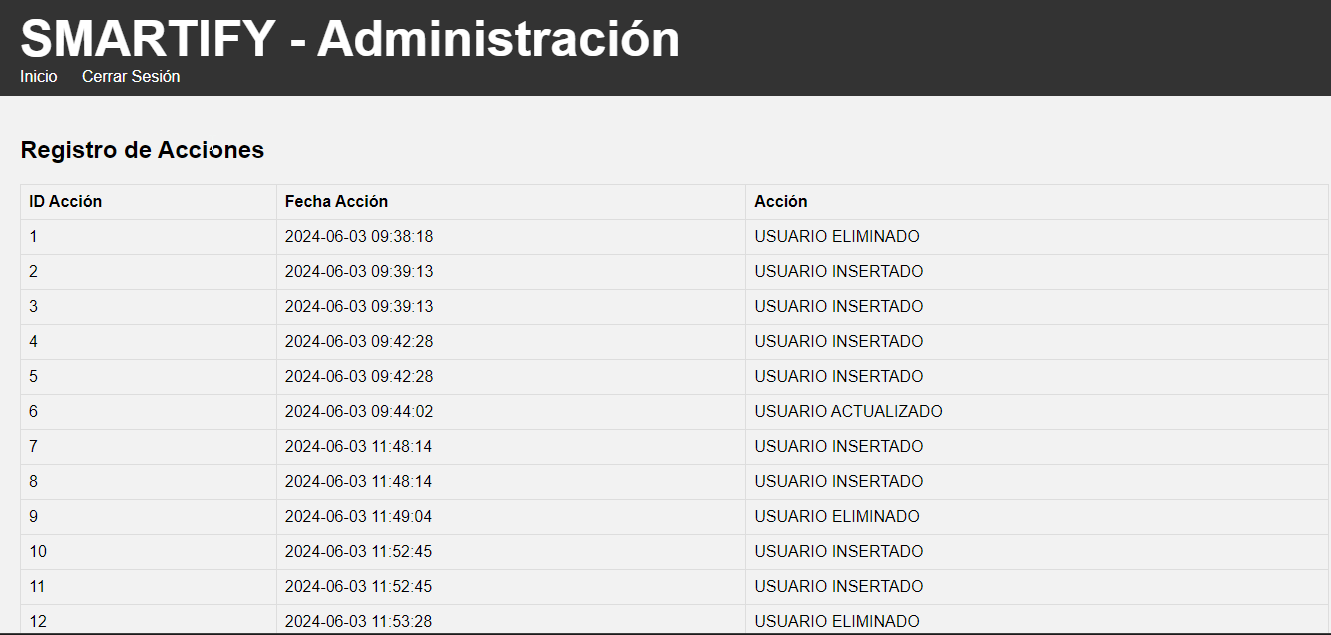 SMARTIFY - Administración
Inicio Cerrar Sesión
Registro de Acciones
ID Acción Fecha Acción Acción
1 2024-06-03 09:38:18 USUARIO ELIMINADO
2 2024-06-03 09:39:13 USUARIO INSERTADO
3 2024-06-03 09:39:13 USUARIO INSERTADO
4 2024-06-03 09:42:28 USUARIO INSERTADO
5 2024-06-03 09:42:28 USUARIO INSERTADO
6 2024-06-03 09:44:02 USUARIO ACTUALIZADO
7 2024-06-03 11:48:14 USUARIO INSERTADO
8 2024-06-03 11:48:14 USUARIO INSERTADO
9 2024-06-03 11:49:04 USUARIO ELIMINADO
10 2024-06-03 11:52:45 USUARIO INSERTADO
11 2024-06-03 11:52:45 USUARIO INSERTADO
12 2024-06-03 11:53:28 USUARIO ELIMINADO